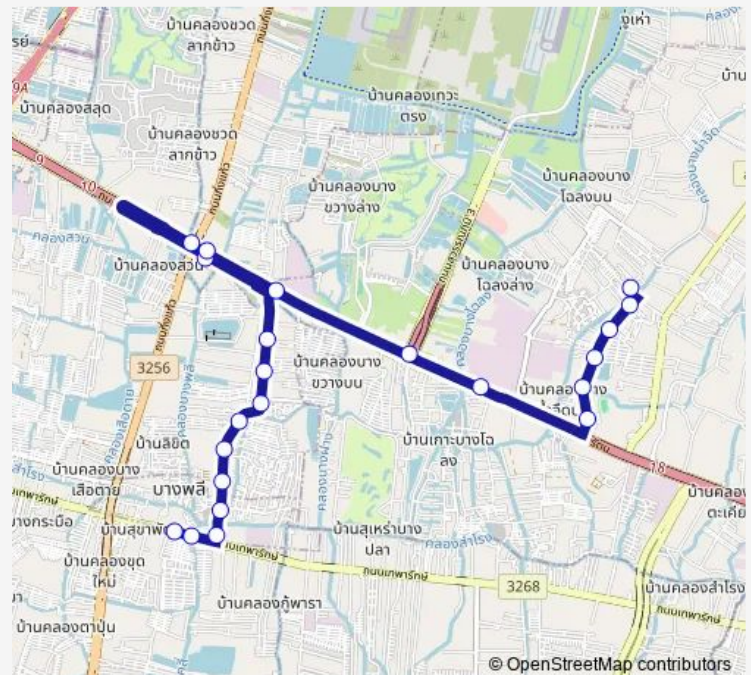 บ้านคลองชวด
ลากข้าว
งูเห่า
9A
บ้านคลองสลุด
บ้านคลองเทวะ
ตรง
บ้านคลองชวด
ลากข้าว
9
10
บ้านคลองบาง
ขวางล่าง
บ้านคลองบาง
โฉลงบน
คลองสวน
บ้านคลองสวน
ถนนกิ่งแก้ว
บ้านคลองบาง
โฉลงล่าง
3256
บ้านคลองบาง
ขวางบน
บ้านลิขิต
บ้านเกาะบางโฉ
ลง
18
บ้านคลองบาง
เสือตาย
บางพลี
บ้านสุเหร่าบาง
ปลา
คลองสำโรง
ถนนเทพารักษ์
3268
บ้านคลองขุด
ใหม่
บ้านคลองกู้พารา
บ้านคลองสำโรง
ถนนเทพารักษ์
บ้านคลองตาปุ่น
© OpenStreetMap contributors